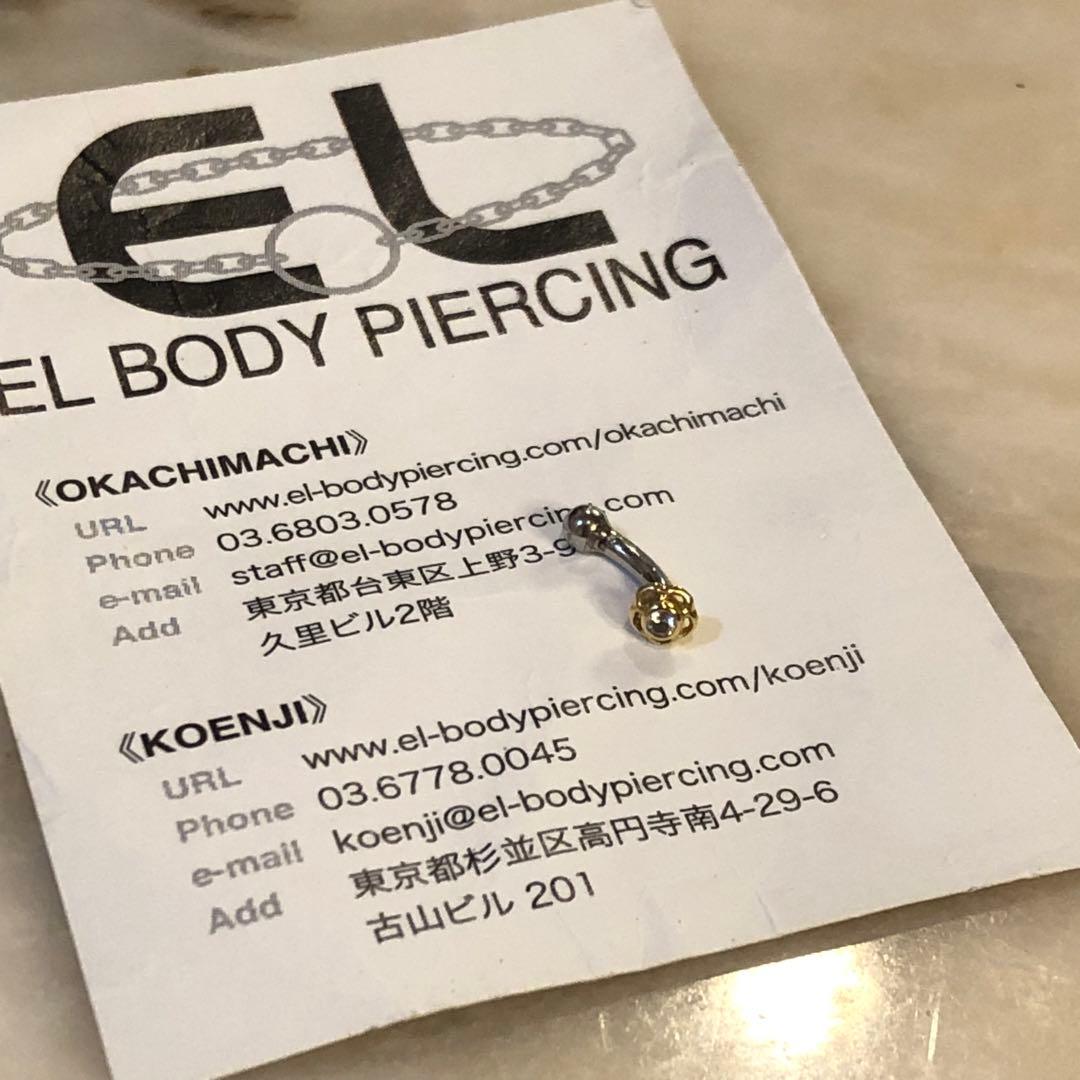 EL
EL BODY PIERCING
《OKACHIMACHI》
URL www.el-bodypiercing.com/okachimachi
Phone 03.6803.0578
e-mail staff@el-bodypiercing.com
Add 東京都台東区上野3-9
久里ビル2階
《KOENJI》
URL www.el-bodypiercing.com/koenji
Phone 03.6778.0045
e-mail koenji@el-bodypiercing.com
Add 東京都杉並区高円寺南4-29-6
古山ビル 201